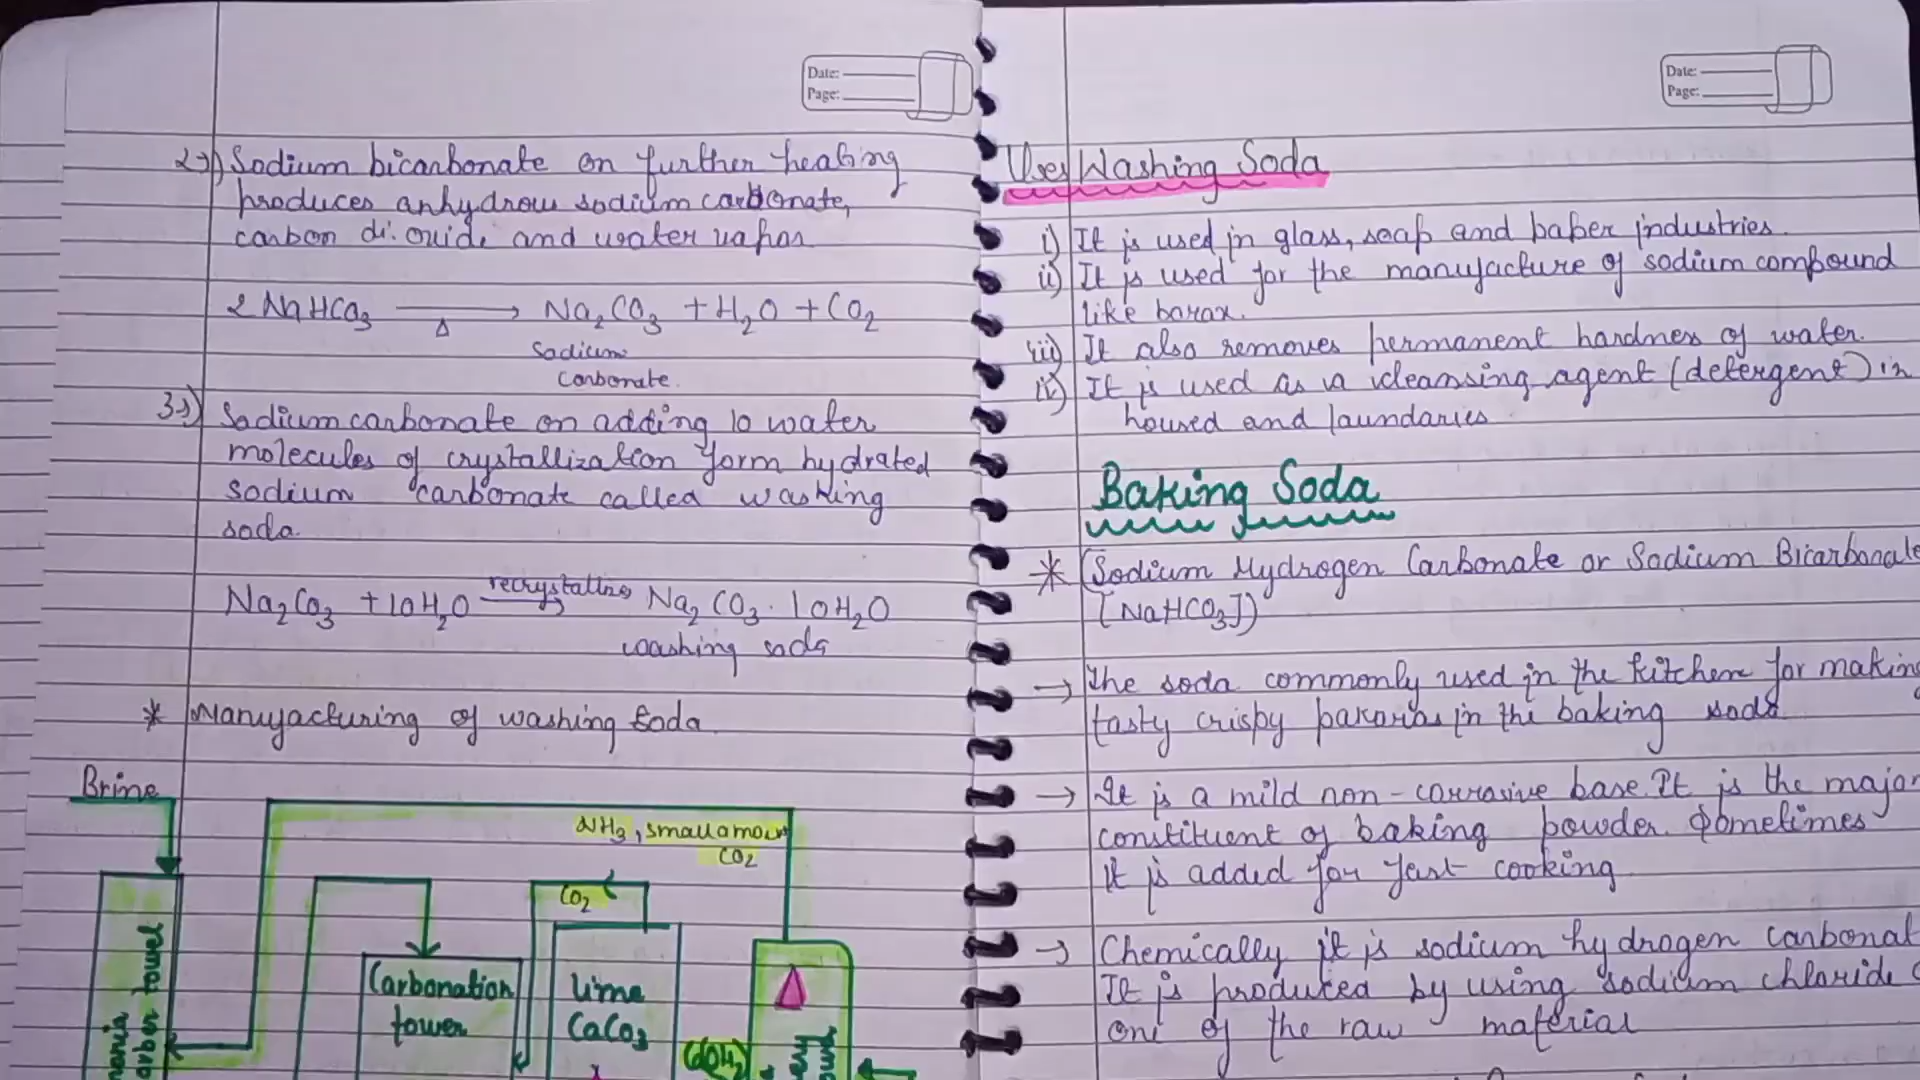 Date:
Page:
2→) Sodium bicarbonate on further heating
produces anhydrous sodium carbonate,
carbon di.oxide and water vapor
2NaHCO3 →Δ Na2CO3 + H2O + CO2
Sodium
Carbonate.
3→) Sodium carbonate on adding 10 water
molecules of crystallization form hydrated
sodium carbonate called washing
soda.
Na2CO3 + 10H2O recrystallise → Na2CO3.10H2O
washing soda
* Manufacturing of washing Soda
Brine
NH3, small amoun
CO2
CO2
Carbonation
tower
lime
CaCO3
orber towel
Date:
Page:
Uses Washing Soda
i) It is used in glass, soap and paper industries.
ii) It is used for the manufacture of sodium compound
like borax.
iii) It also removes permanent hardness of water.
iv) It is used as a cleansing agent (detergent) in
housed and laundaries
Baking Soda
* (Sodium Hydrogen Carbonate or Sodium Bicarbonate
[NaHCO3])
→ The soda commonly used in the kitchen for making
tasty crispy pakoras in the baking soda
→ It is a mild non-corrosive base. It is the major
constituent of baking powder. Sometimes
it is added for fast cooking
→ Chemically it is sodium hydrogen carbonat
It is produced by using sodium chloride
one of the raw material